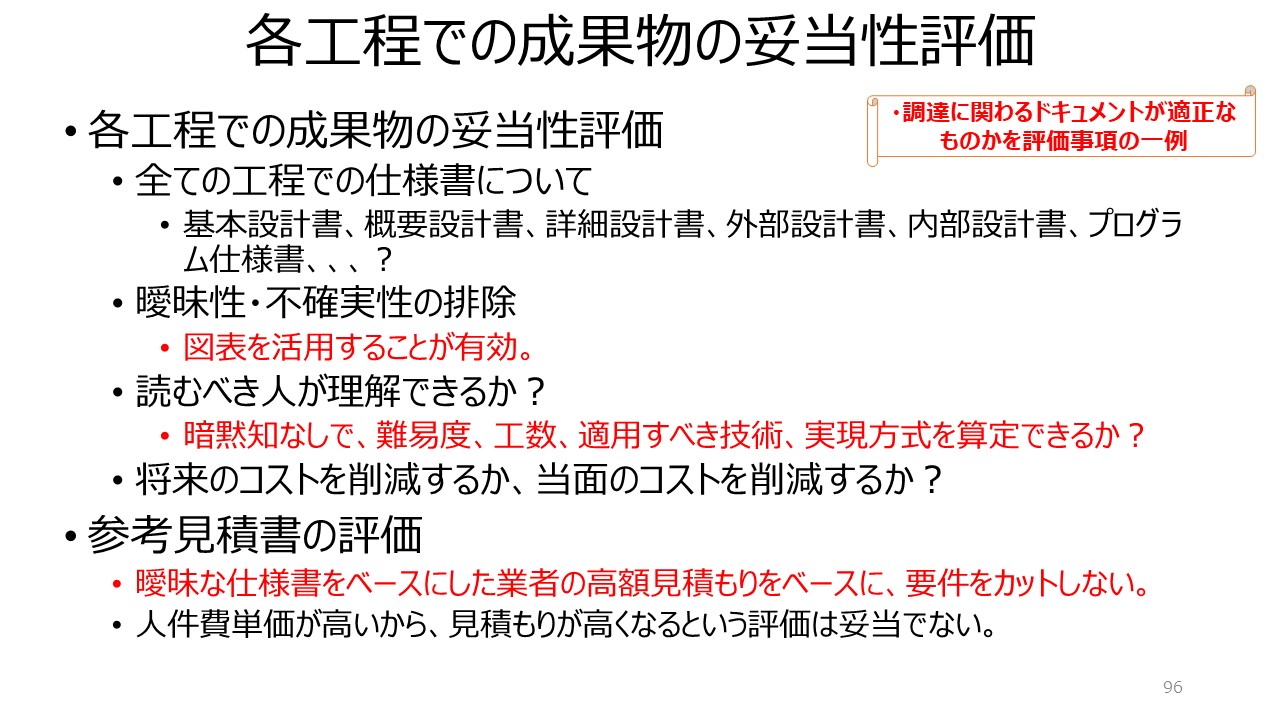 各工程での成果物の妥当性評価
・調達に関わるドキュメントが適正な
ものかを評価事項の一例
• 各工程での成果物の妥当性評価
• 全ての工程での仕様書について
• 基本設計書、概要設計書、詳細設計書、外部設計書、内部設計書、プログラ
ム仕様書、、、？
• 曖昧性・不確実性の排除
• 図表を活用することが有効。
• 読むべき人が理解できるか？
• 暗黙知なしで、難易度、工数、適用すべき技術、実現方式を算定できるか？
• 将来のコストを削減するか、当面のコストを削減するか？
• 参考見積書の評価
• 曖昧な仕様書をベースにした業者の高額見積もりをベースに、要件をカットしない。
• 人件費単価が高いから、見積もりが高くなるという評価は妥当でない。
96